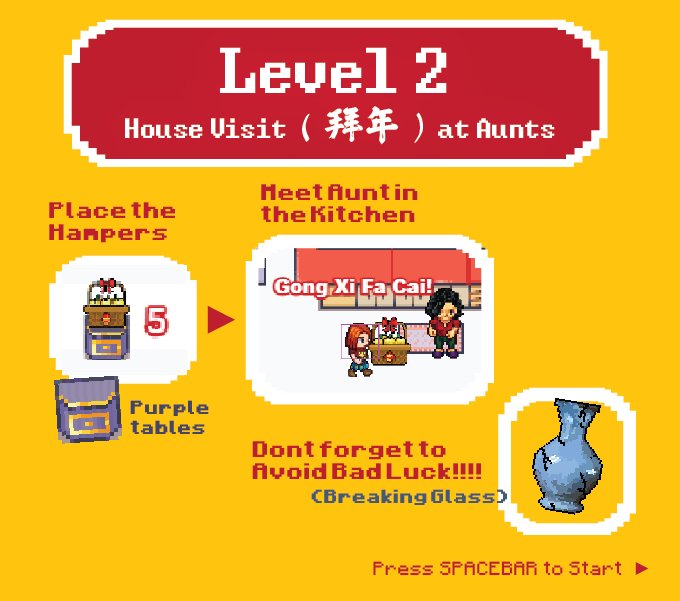 Level 2
House Visit ( 拜年 ) at Aunts
Place the
Hampers
Meet Aunt in
the Kitchen
Gong Xi Fa Cai!
5
Purple
tables
Dont forget to
Avoid Bad Luck!!!!
(Breaking Glass)
Press SPACEBAR to Start